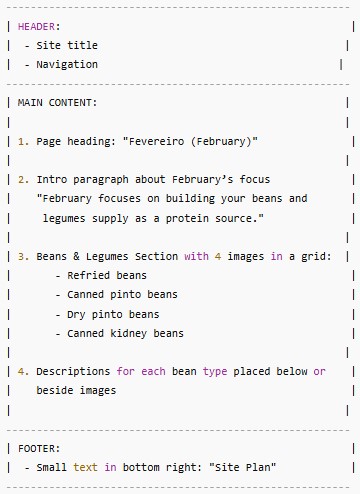 HEADER:
- Site title
- Navigation
MAIN CONTENT:
1. Page heading: "Fevereiro (February)"
2. Intro paragraph about February’s focus
"February focuses on building your beans and
legumes supply as a protein source."
3. Beans & Legumes Section with 4 images in a grid:
- Refried beans
- Canned pinto beans
- Dry pinto beans
- Canned kidney beans
4. Descriptions for each bean type placed below or
beside images
FOOTER:
- Small text in bottom right: "Site Plan"